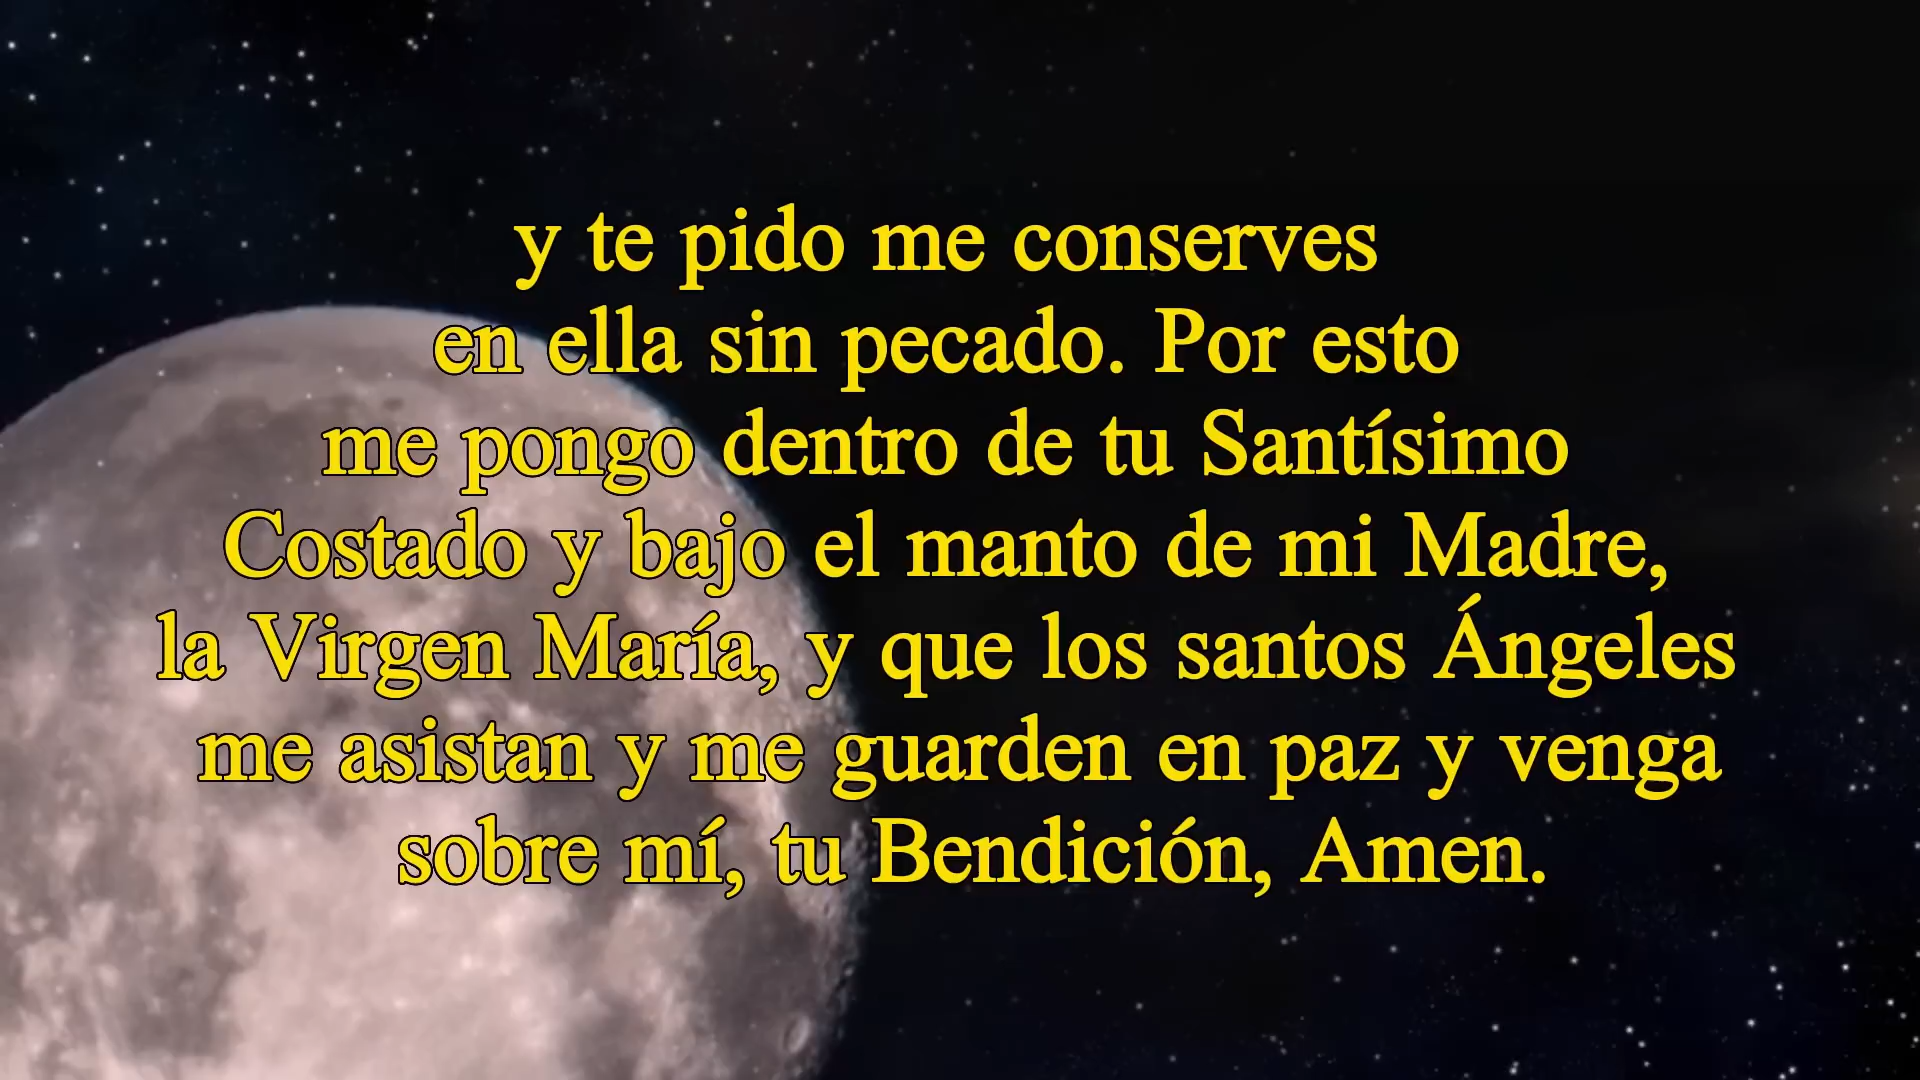 y te pido me conserves
en ella sin pecado. Por esto
me pongo dentro de tu Santísimo
Costado y bajo el manto de mi Madre,
la Virgen María, y que los santos Ángeles
me asistan y me guarden en paz y venga
sobre mí, tu Bendición, Amen.